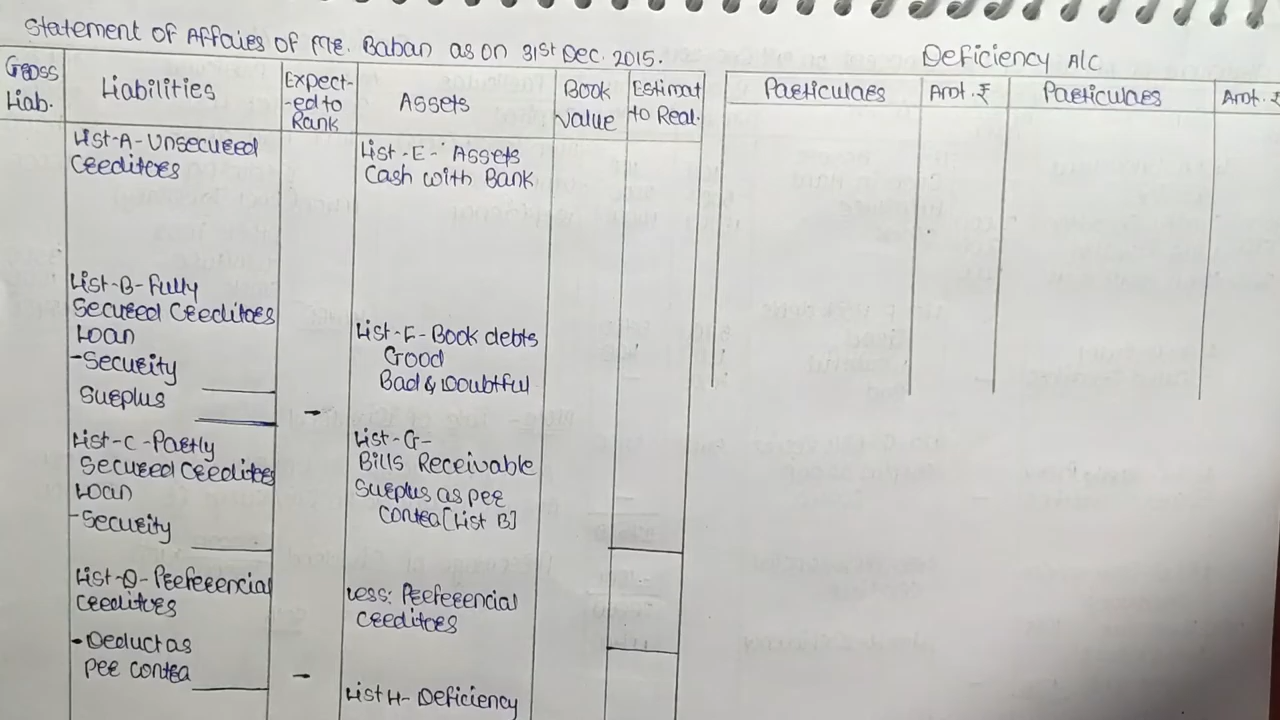 Statement of Affairs of Mr. Baban as on 31st Dec. 2015.
Gross
Liab.
Liabilities
Expect-
-ed to
Rank
Assets
Book
Value
Estimat
to Real.
List-A-Unsecured
Creditors
List-B-Fully
Secured Creditors
Loan
-Security
Surplus
-
List-C-Partly
Secured Creditors
Loan
-Security
List-D-Preferencial
Creditors
-Deduct as
per contra
-
List-E- Assets
Cash with Bank
List-F-Book debts
Good
Bad & Doubtful
List-G-
Bills Receivable
Surplus as per
contra [List B]
Less: Preferencial
Creditors
List H- Deficiency
Deficiency A/c
Particulars
Amt. ₹
Particulars
Amt. ₹